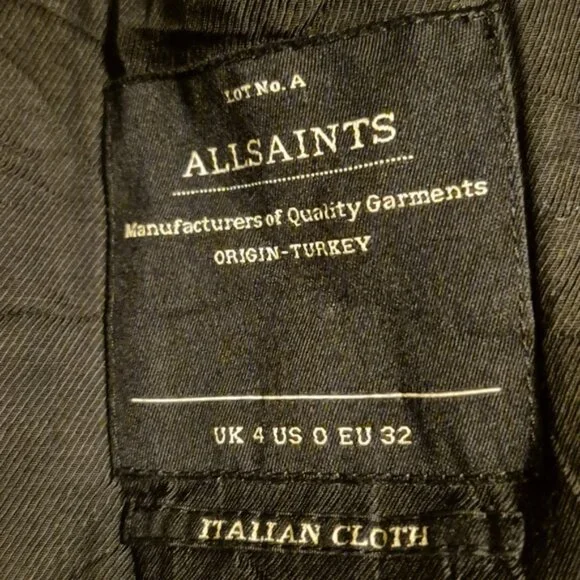 LOT No. A
ALLSAINTS
Manufacturers of Quality Garments
ORIGIN-TURKEY
UK 4 US 0 EU 32
ITALIAN CLOTH